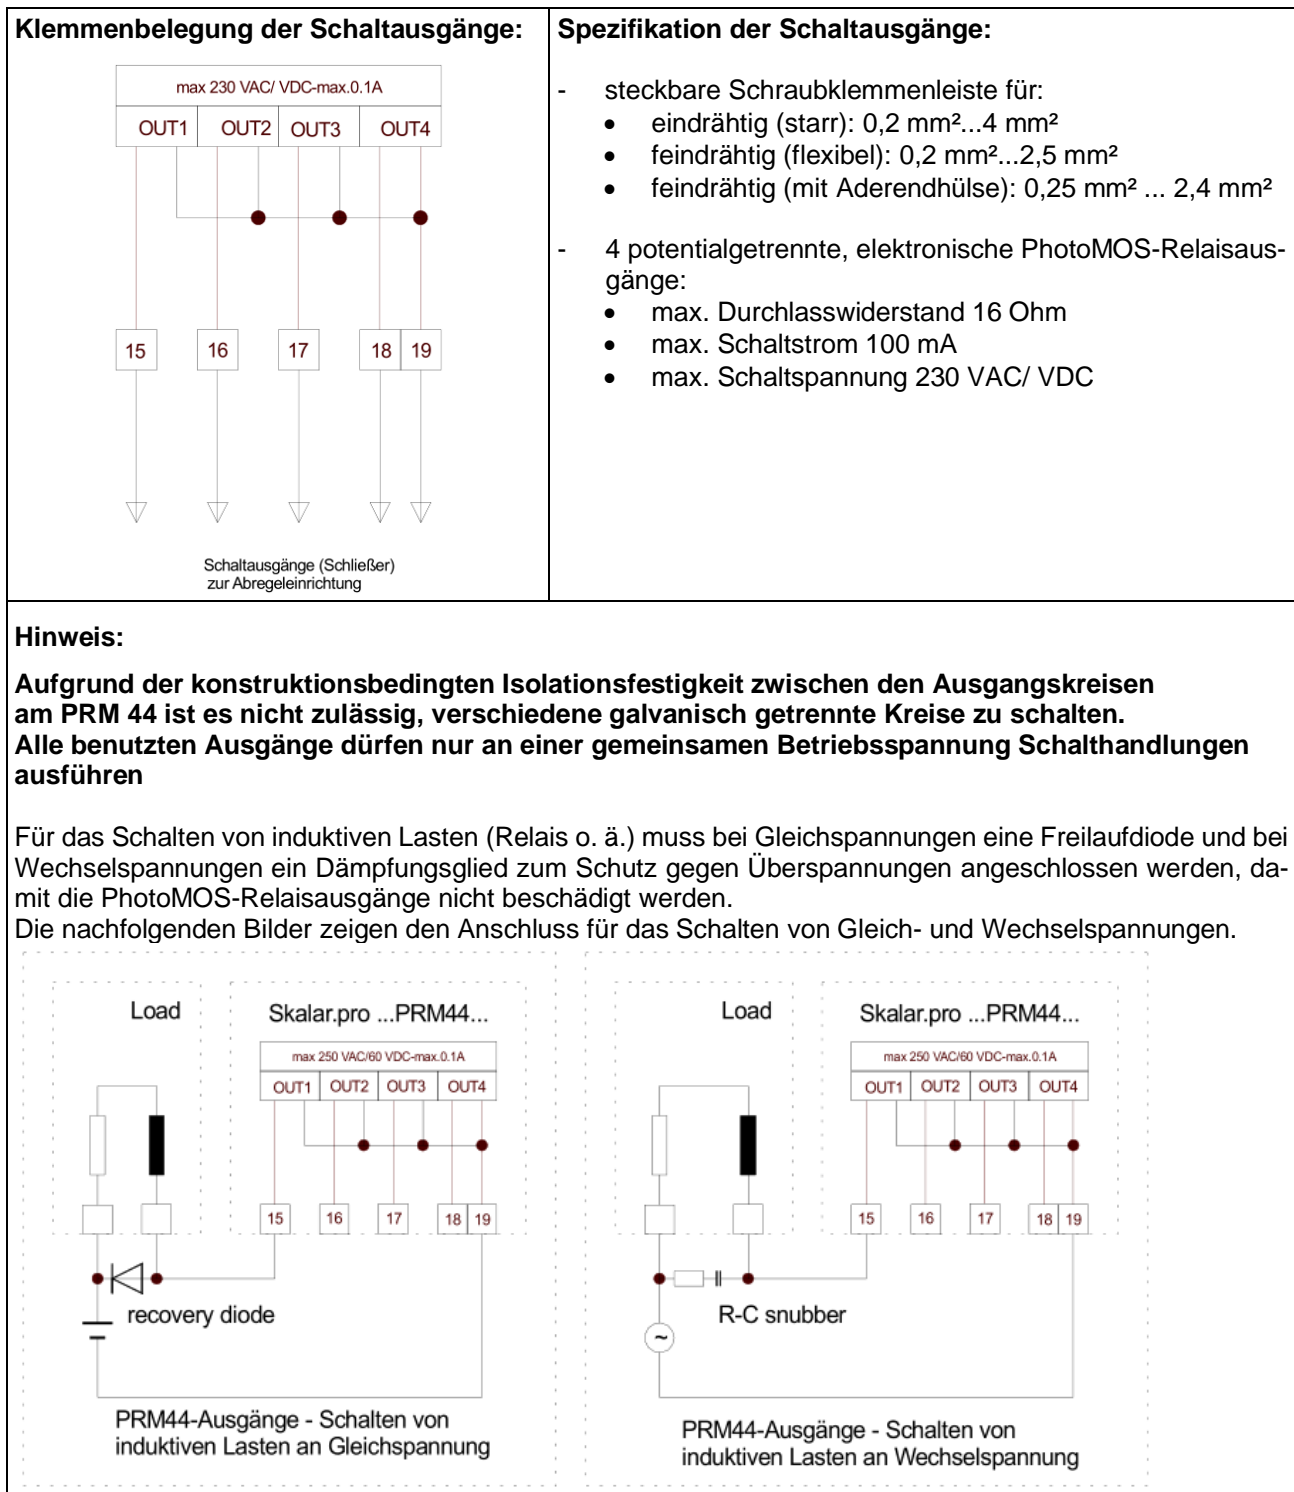 Klemmenbelegung der Schaltausgänge:
max 230 VAC/ VDC-max.0.1A
OUT1 OUT2 OUT3 OUT4
15 16 17 18 19
Schaltausgänge (Schließer)
zur Abregeleinrichtung
Spezifikation der Schaltausgänge:
- steckbare Schraubklemmenleiste für:
• eindrähtig (starr): 0,2 mm²...4 mm²
• feindrähtig (flexibel): 0,2 mm²...2,5 mm²
• feindrähtig (mit Aderendhülse): 0,25 mm² ... 2,4 mm²
- 4 potentialgetrennte, elektronische PhotoMOS-Relaisaus-
gänge:
• max. Durchlasswiderstand 16 Ohm
• max. Schaltstrom 100 mA
• max. Schaltspannung 230 VAC/ VDC
Hinweis:
Aufgrund der konstruktionsbedingten Isolationsfestigkeit zwischen den Ausgangskreisen
am PRM 44 ist es nicht zulässig, verschiedene galvanisch getrennte Kreise zu schalten.
Alle benutzten Ausgänge dürfen nur an einer gemeinsamen Betriebsspannung Schalthandlungen
ausführen
Für das Schalten von induktiven Lasten (Relais o. ä.) muss bei Gleichspannungen eine Freilaufdiode und bei
Wechselspannungen ein Dämpfungsglied zum Schutz gegen Überspannungen angeschlossen werden, da-
mit die PhotoMOS-Relaisausgänge nicht beschädigt werden.
Die nachfolgenden Bilder zeigen den Anschluss für das Schalten von Gleich- und Wechselspannungen.
Load
Skalar.pro ...PRM44...
max 250 VAC/60 VDC-max.0.1A
OUT1 OUT2 OUT3 OUT4
15 16 17 18 19
recovery diode
PRM44-Ausgänge - Schalten von
induktiven Lasten an Gleichspannung
Load
Skalar.pro ...PRM44...
max 250 VAC/60 VDC-max.0.1A
OUT1 OUT2 OUT3 OUT4
15 16 17 18 19
R-C snubber
~
PRM44-Ausgänge - Schalten von
induktiven Lasten an Wechselspannung